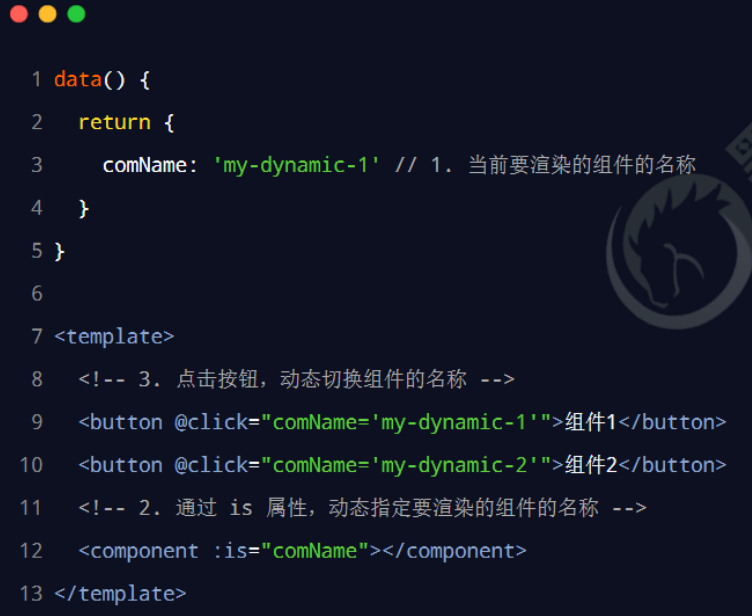 1 data() {
2   return {
3     comName: 'my-dynamic-1' // 1. 当前要渲染的组件的名称
4   }
5 }
6
7 <template>
8   <!-- 3. 点击按钮，动态切换组件的名称 -->
9   <button @click="comName='my-dynamic-1'">组件1</button>
10   <button @click="comName='my-dynamic-2'">组件2</button>
11   <!-- 2. 通过 is 属性，动态指定要渲染的组件的名称 -->
12   <component :is="comName"></component>
13 </template>